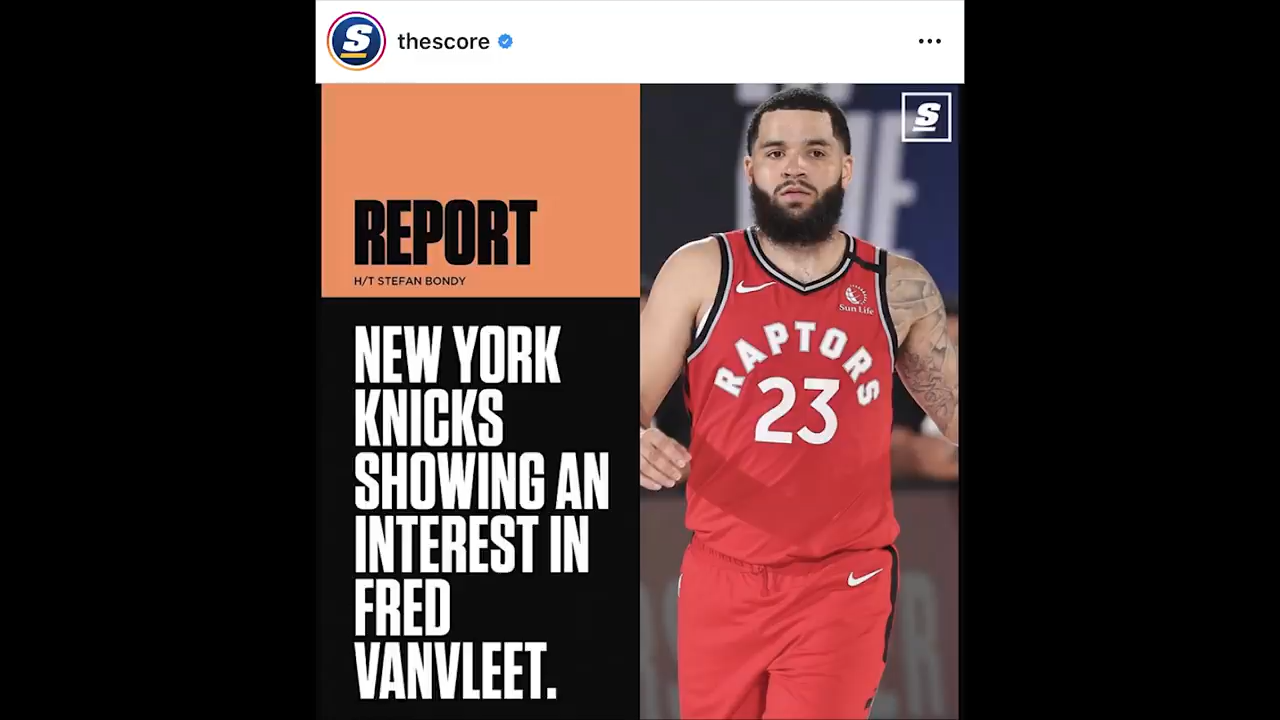 S thescore
S
REPORT
H/T STEFAN BONDY
NEW YORK
KNICKS
SHOWING AN
INTEREST IN
FRED
VANVLEET.
Sun Life
RAPTORS
23